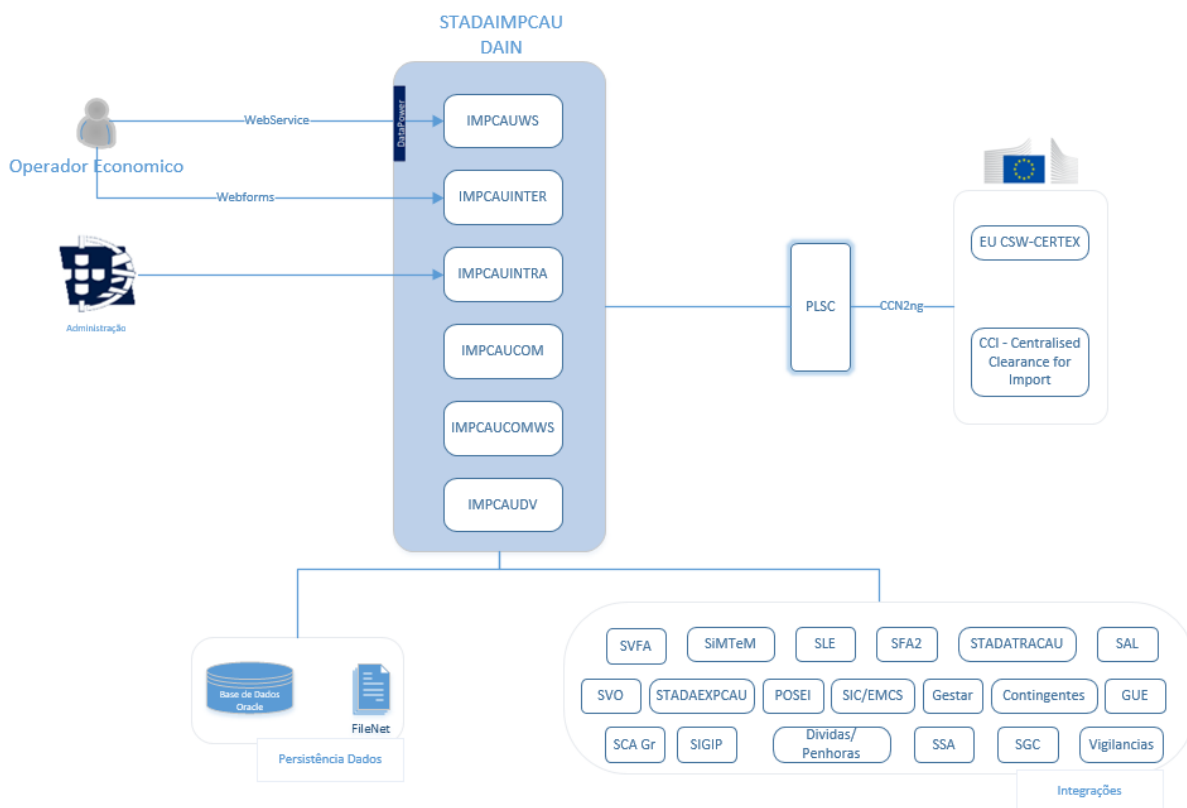 STADAIMPCAU
DAIN
DataPower
IMPCAUWS
WebService
Operador Economico
Webforms
IMPCAUINTER
IMPCAUINTRA
Administração
IMPCAUCOM
IMPCAUCOMWS
IMPCAUDV
PLSC
CCN2ng
EU CSW-CERTEX
CCI - Centralised
Clearance for
Import
Base de Dados
Oracle
FileNet
Persistência Dados
SVFA
SiMTeM
SLE
SFA2
STADATRACAU
SAL
SVO
STADAEXPCAU
POSEI
SIC/EMCS
Gestar
Contingentes
GUE
SCA Gr
SIGIP
Dividas/
Penhoras
SSA
SGC
Vigilancias
Integrações